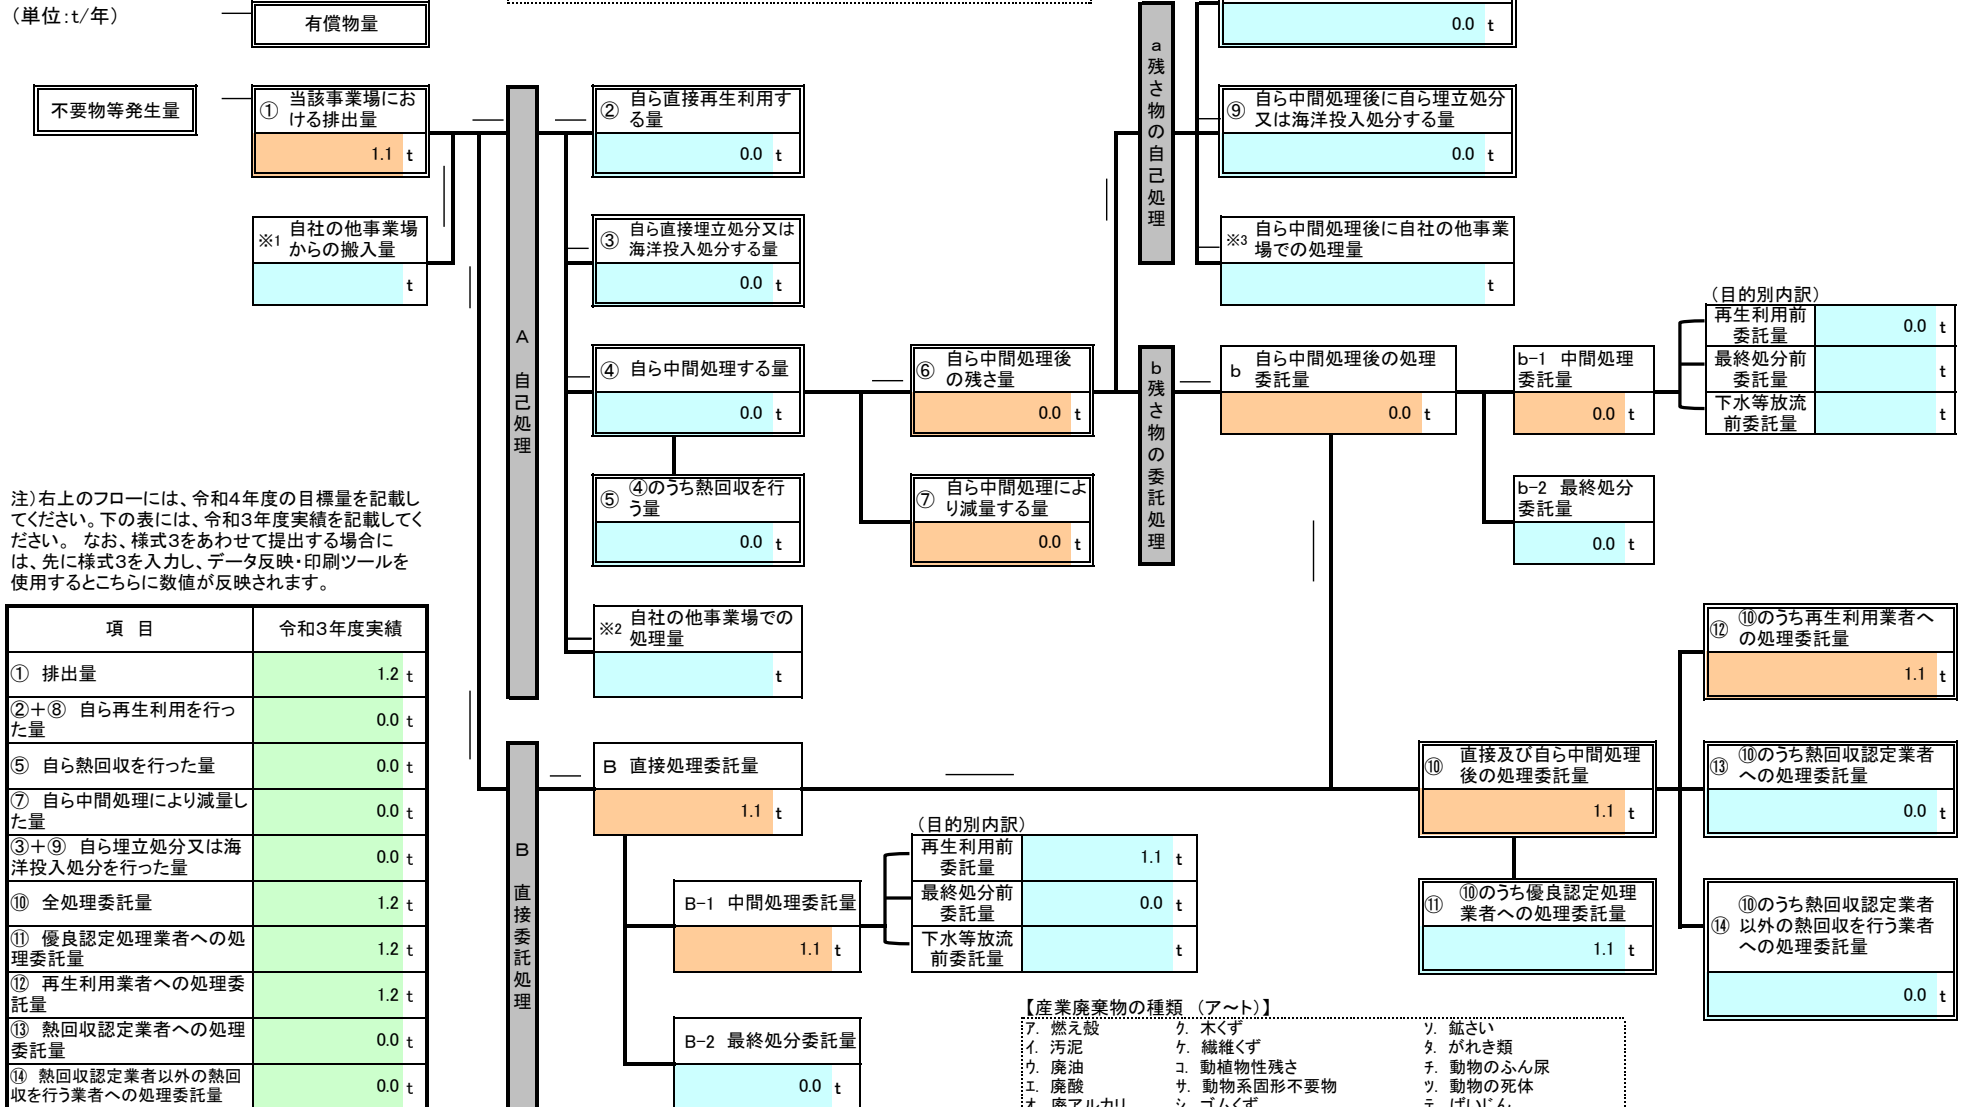 （単位：t/年）
有償物量
0.0 t
不要物等発生量
① 当該事業場にお
ける排出量
1.1 t
※1 自社の他事業場
からの搬入量
t
A 自己処理
② 自ら直接再生利用す
る量
0.0 t
③ 自ら直接埋立処分又は
海洋投入処分する量
0.0 t
④ 自ら中間処理する量
0.0 t
⑤ ④のうち熱回収を行
う量
0.0 t
※2 自社の他事業場での
処理量
t
⑥ 自ら中間処理後
の残さ量
0.0 t
⑦ 自ら中間処理によ
り減量する量
0.0 t
a 残さ物の自己処理
⑨ 自ら中間処理後に自ら埋立処分
又は海洋投入処分する量
0.0 t
※3 自ら中間処理後に自社の他事業
場での処理量
t
b 残さ物の委託処理
b 自ら中間処理後の処理
委託量
0.0 t
b-1 中間処理
委託量
0.0 t
b-2 最終処分
委託量
0.0 t
（目的別内訳）
再生利用前
委託量
0.0 t
最終処分前
委託量
t
下水等放流
前委託量
t
注）右上のフローには、令和４年度の目標量を記載し
てください。下の表には、令和３年度実績を記載してく
ださい。 なお、様式３をあわせて提出する場合に
は、先に様式３を入力し、データ反映・印刷ツールを
使用するとこちらに数値が反映されます。
項 目 令和３年度実績
① 排出量 1.2 t
②＋⑧ 自ら再生利用を行っ
た量 0.0 t
⑤ 自ら熱回収を行った量 0.0 t
⑦ 自ら中間処理により減量し
た量 0.0 t
③＋⑨ 自ら埋立処分又は海
洋投入処分を行った量 0.0 t
⑩ 全処理委託量 1.2 t
⑪ 優良認定処理業者への処
理委託量 1.2 t
⑫ 再生利用業者への処理委
託量 1.2 t
⑬ 熱回収認定業者への処理
委託量 0.0 t
⑭ 熱回収認定業者以外の熱回
収を行う業者への処理委託量 0.0 t
B 直接委託処理
B 直接処理委託量
1.1 t
B-1 中間処理委託量
1.1 t
B-2 最終処分委託量
0.0 t
（目的別内訳）
再生利用前
委託量
1.1 t
最終処分前
委託量
0.0 t
下水等放流
前委託量
t
⑩ 直接及び自ら中間処理
後の処理委託量
1.1 t
⑪ ⑩のうち優良認定処理
業者への処理委託量
1.1 t
⑫ ⑩のうち再生利用業者へ
の処理委託量
1.1 t
⑬ ⑩のうち熱回収認定業者
への処理委託量
0.0 t
⑭ ⑩のうち熱回収認定業者
以外の熱回収を行う業者
への処理委託量
0.0 t
【産業廃棄物の種類 （ア～ト）】
ア. 燃え殻 ク. 木くず ソ. 鉱さい
イ. 汚泥 ケ. 繊維くず タ. がれき類
ウ. 廃油 コ. 動植物性残さ チ. 動物のふん尿
エ. 廃酸 サ. 動物系固形不要物 ツ. 動物の死体
オ. 廃アルカリ シ. ゴムくず テ. ばいじん